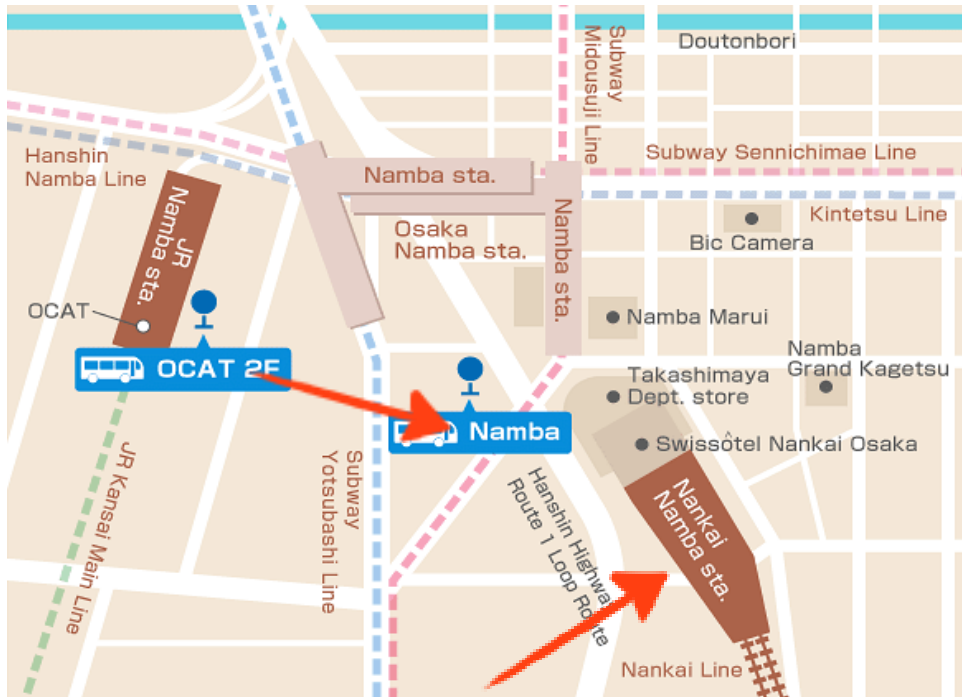 Doutonbori
Subway
Midousuji Line
Subway Sennichimae Line
Hanshin
Namba Line
Namba sta.
Kintetsu Line
JR
Namba sta.
Osaka
Namba sta.
Namba sta.
Bic Camera
OCAT
Namba Marui
OCAT 2F
Namba
Grand Kagetsu
Takashimaya
Dept. store
Namba
Swissôtel Nankai Osaka
JR Kansai Main Line
Subway
Yotsubashi Line
Hanshin Highway
Route 1 Loop Route
Nankai
Namba sta.
Nankai Line